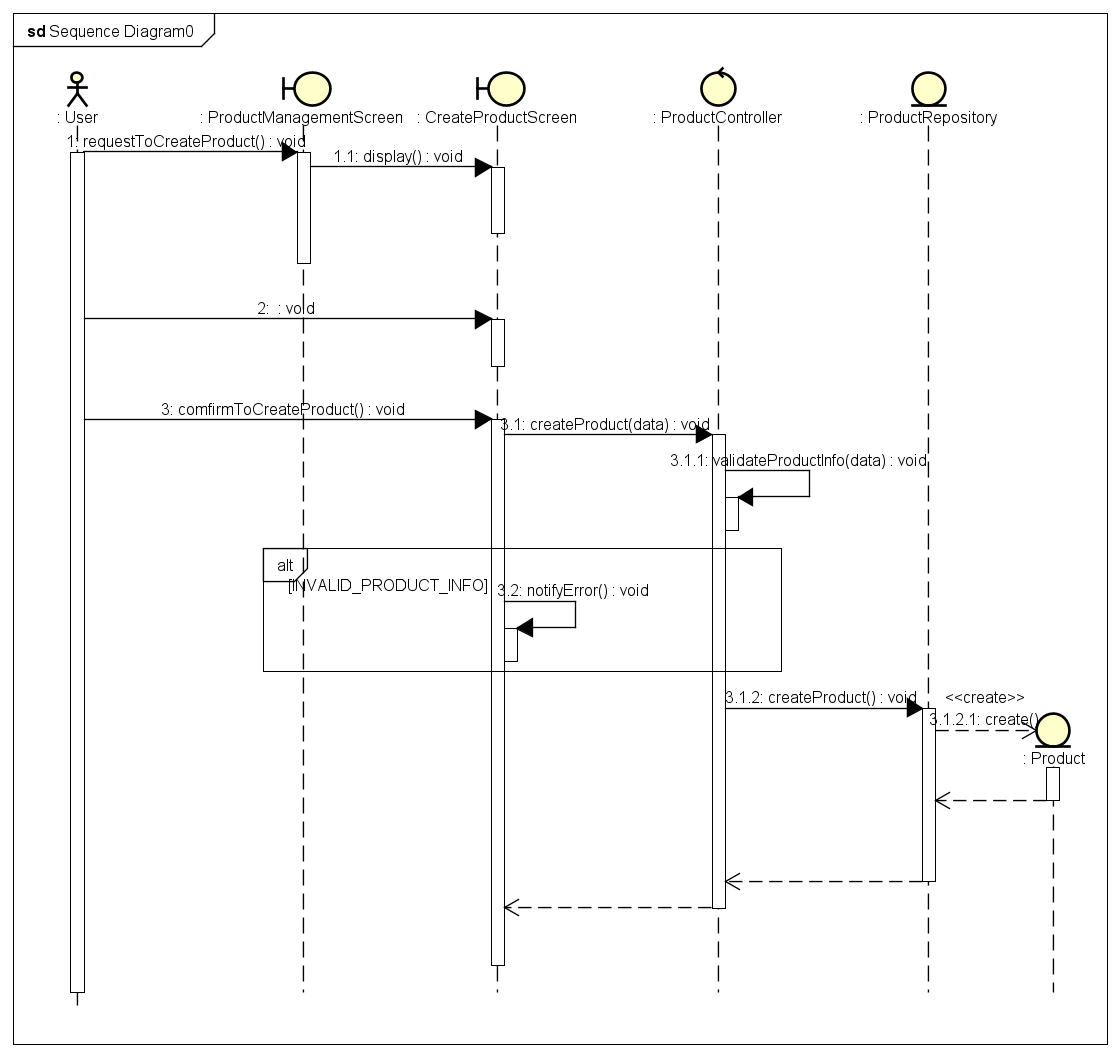 sd Sequence Diagram0
: User
: ProductManagementScreen
: CreateProductScreen
: ProductController
: ProductRepository
1: requestToCreateProduct() : void
1.1: display() : void
2:  : void
3: comfirmToCreateProduct() : void
3.1: createProduct(data) : void
3.1.1: validateProductInfo(data) : void
alt
[INVALID_PRODUCT_INFO]
3.2: notifyError() : void
3.1.2: createProduct() : void
<<create>>
3.1.2.1: create()
: Product